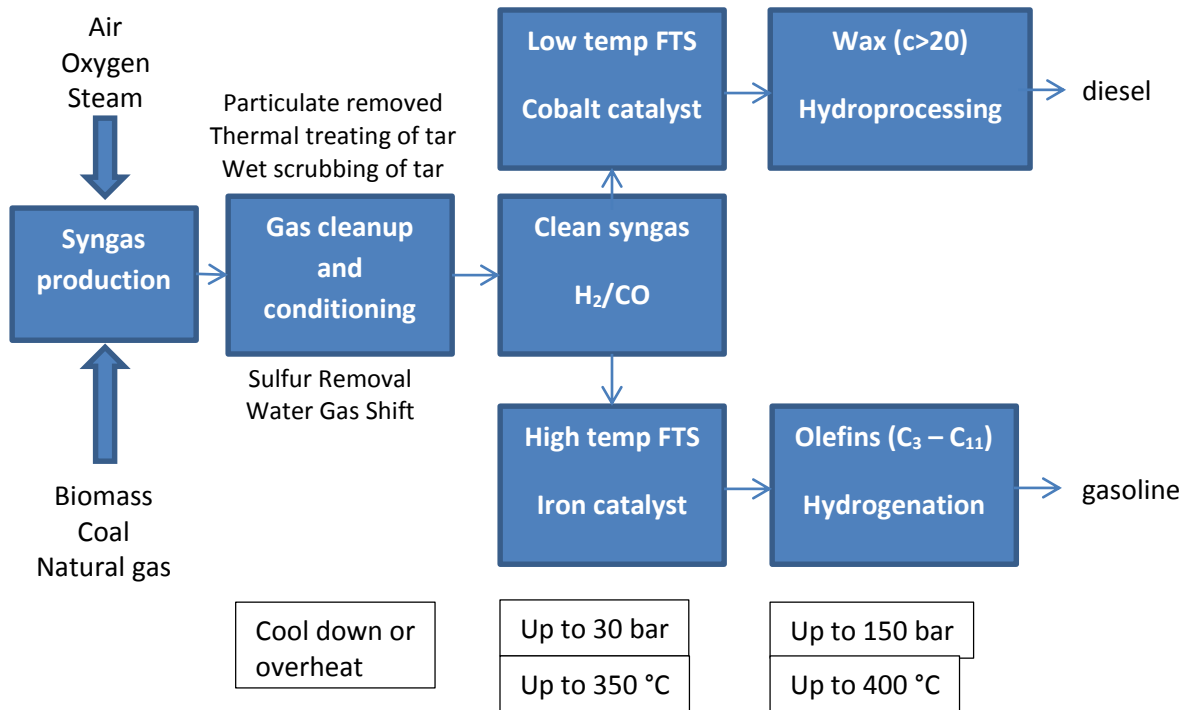 Air
Oxygen
Steam
Syngas
production
Biomass
Coal
Natural gas
Particulate removed
Thermal treating of tar
Wet scrubbing of tar
Gas cleanup
and
conditioning
Sulfur Removal
Water Gas Shift
Low temp FTS
Cobalt catalyst
Wax (c>20)
Hydroprocessing
diesel
Clean syngas
H₂/CO
High temp FTS
Iron catalyst
Olefins (C₃ – C₁₁)
Hydrogenation
gasoline
Cool down or
overheat
Up to 30 bar
Up to 350 °C
Up to 150 bar
Up to 400 °C